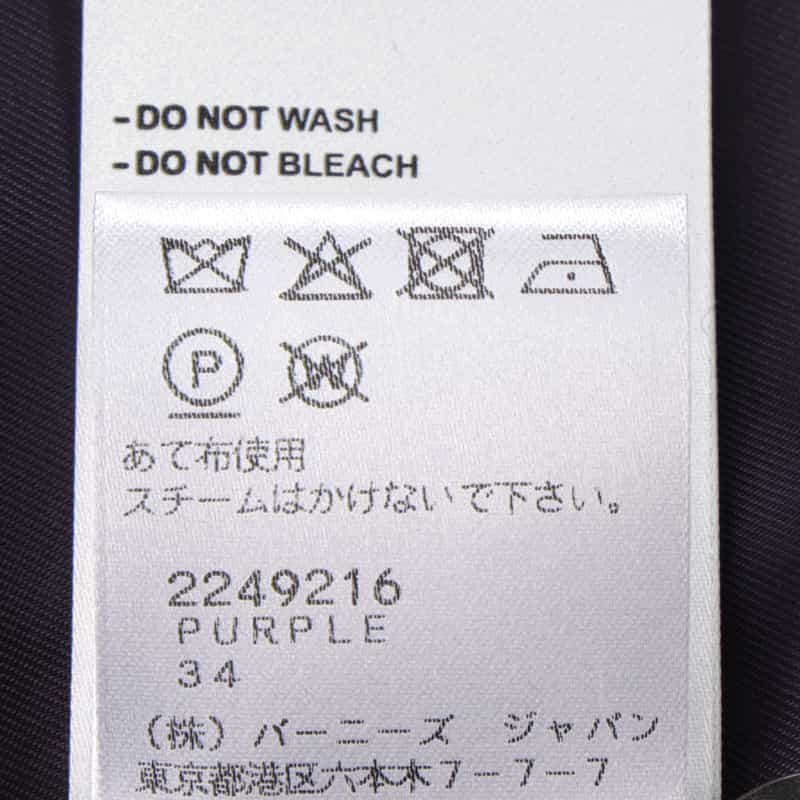 -DO NOT WASH
-DO NOT BLEACH
P W
あて布使用
スチームはかけないで下さい。
2249216
PURPLE
34
(株) バーニーズ ジャパン
東京都港区六本木7-7-7